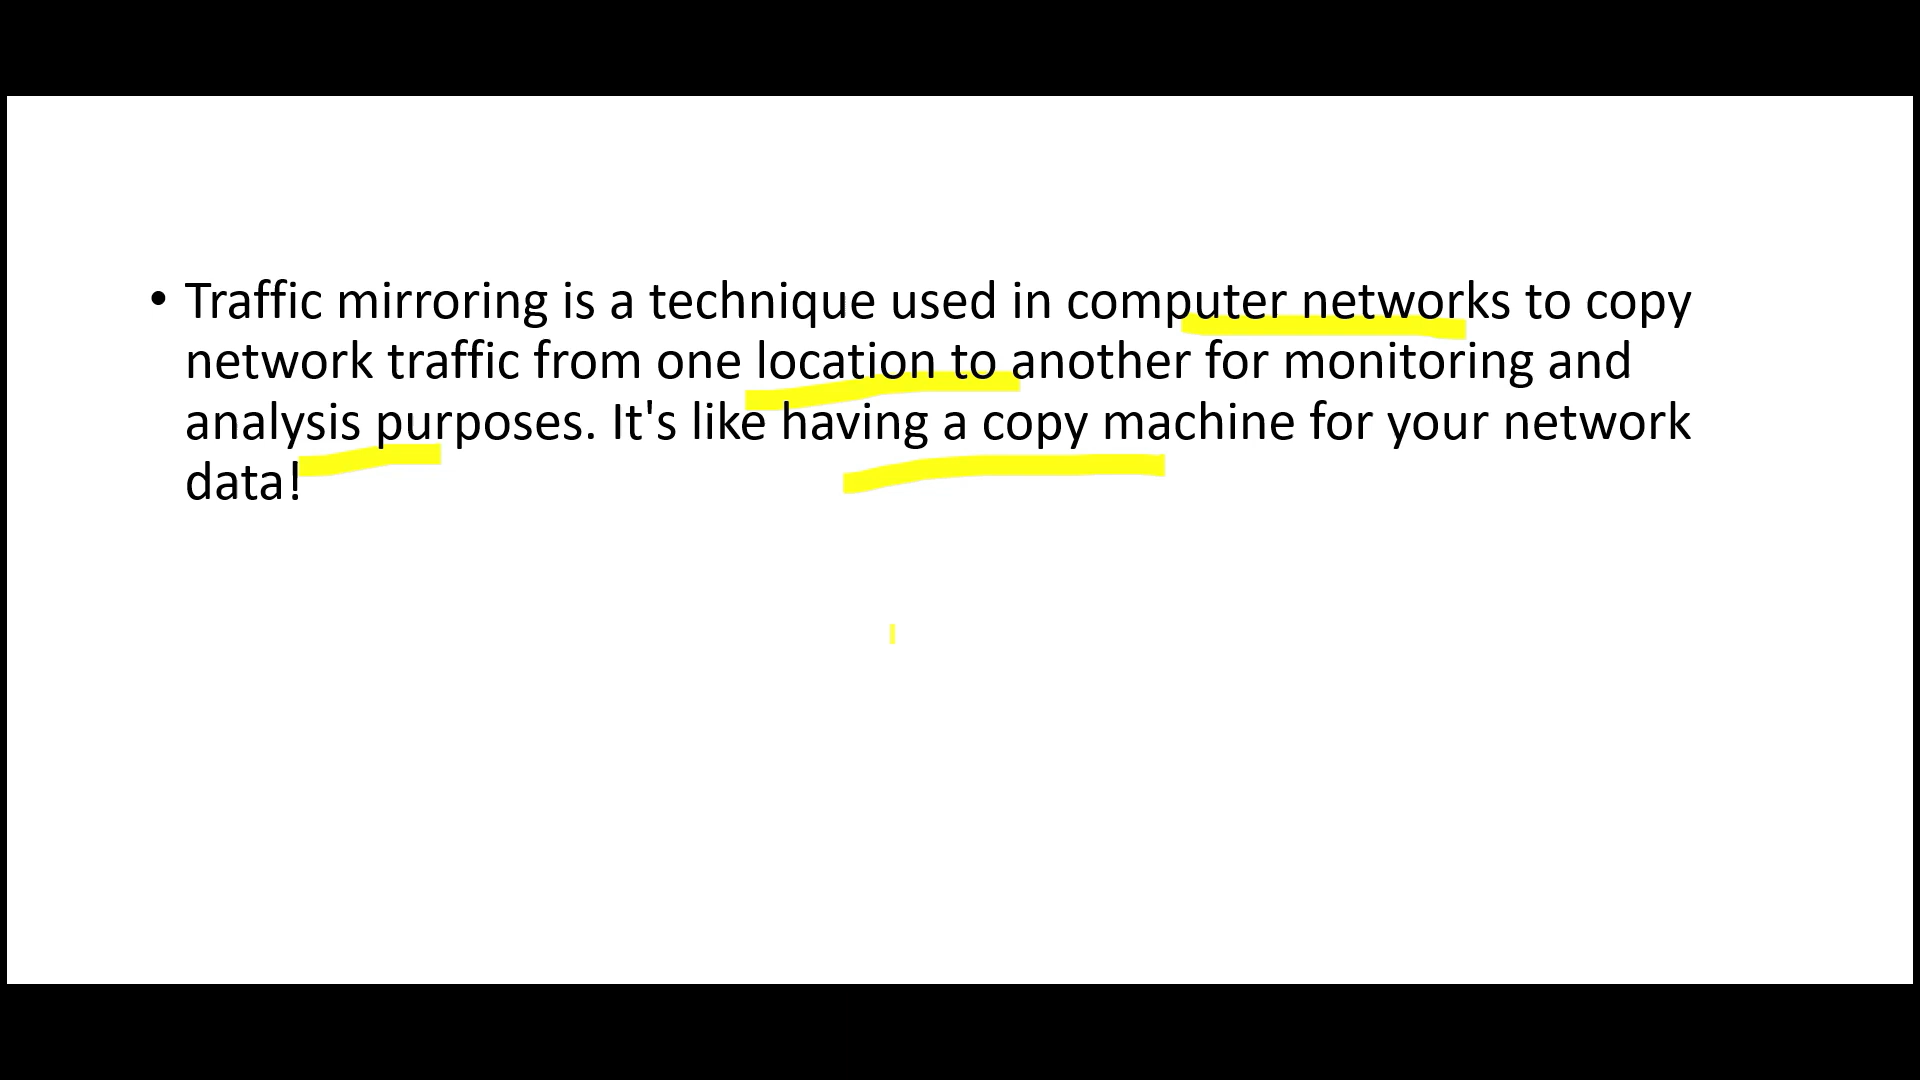 • Traffic mirroring is a technique used in computer networks to copy
network traffic from one location to another for monitoring and
analysis purposes. It's like having a copy machine for your network
data!